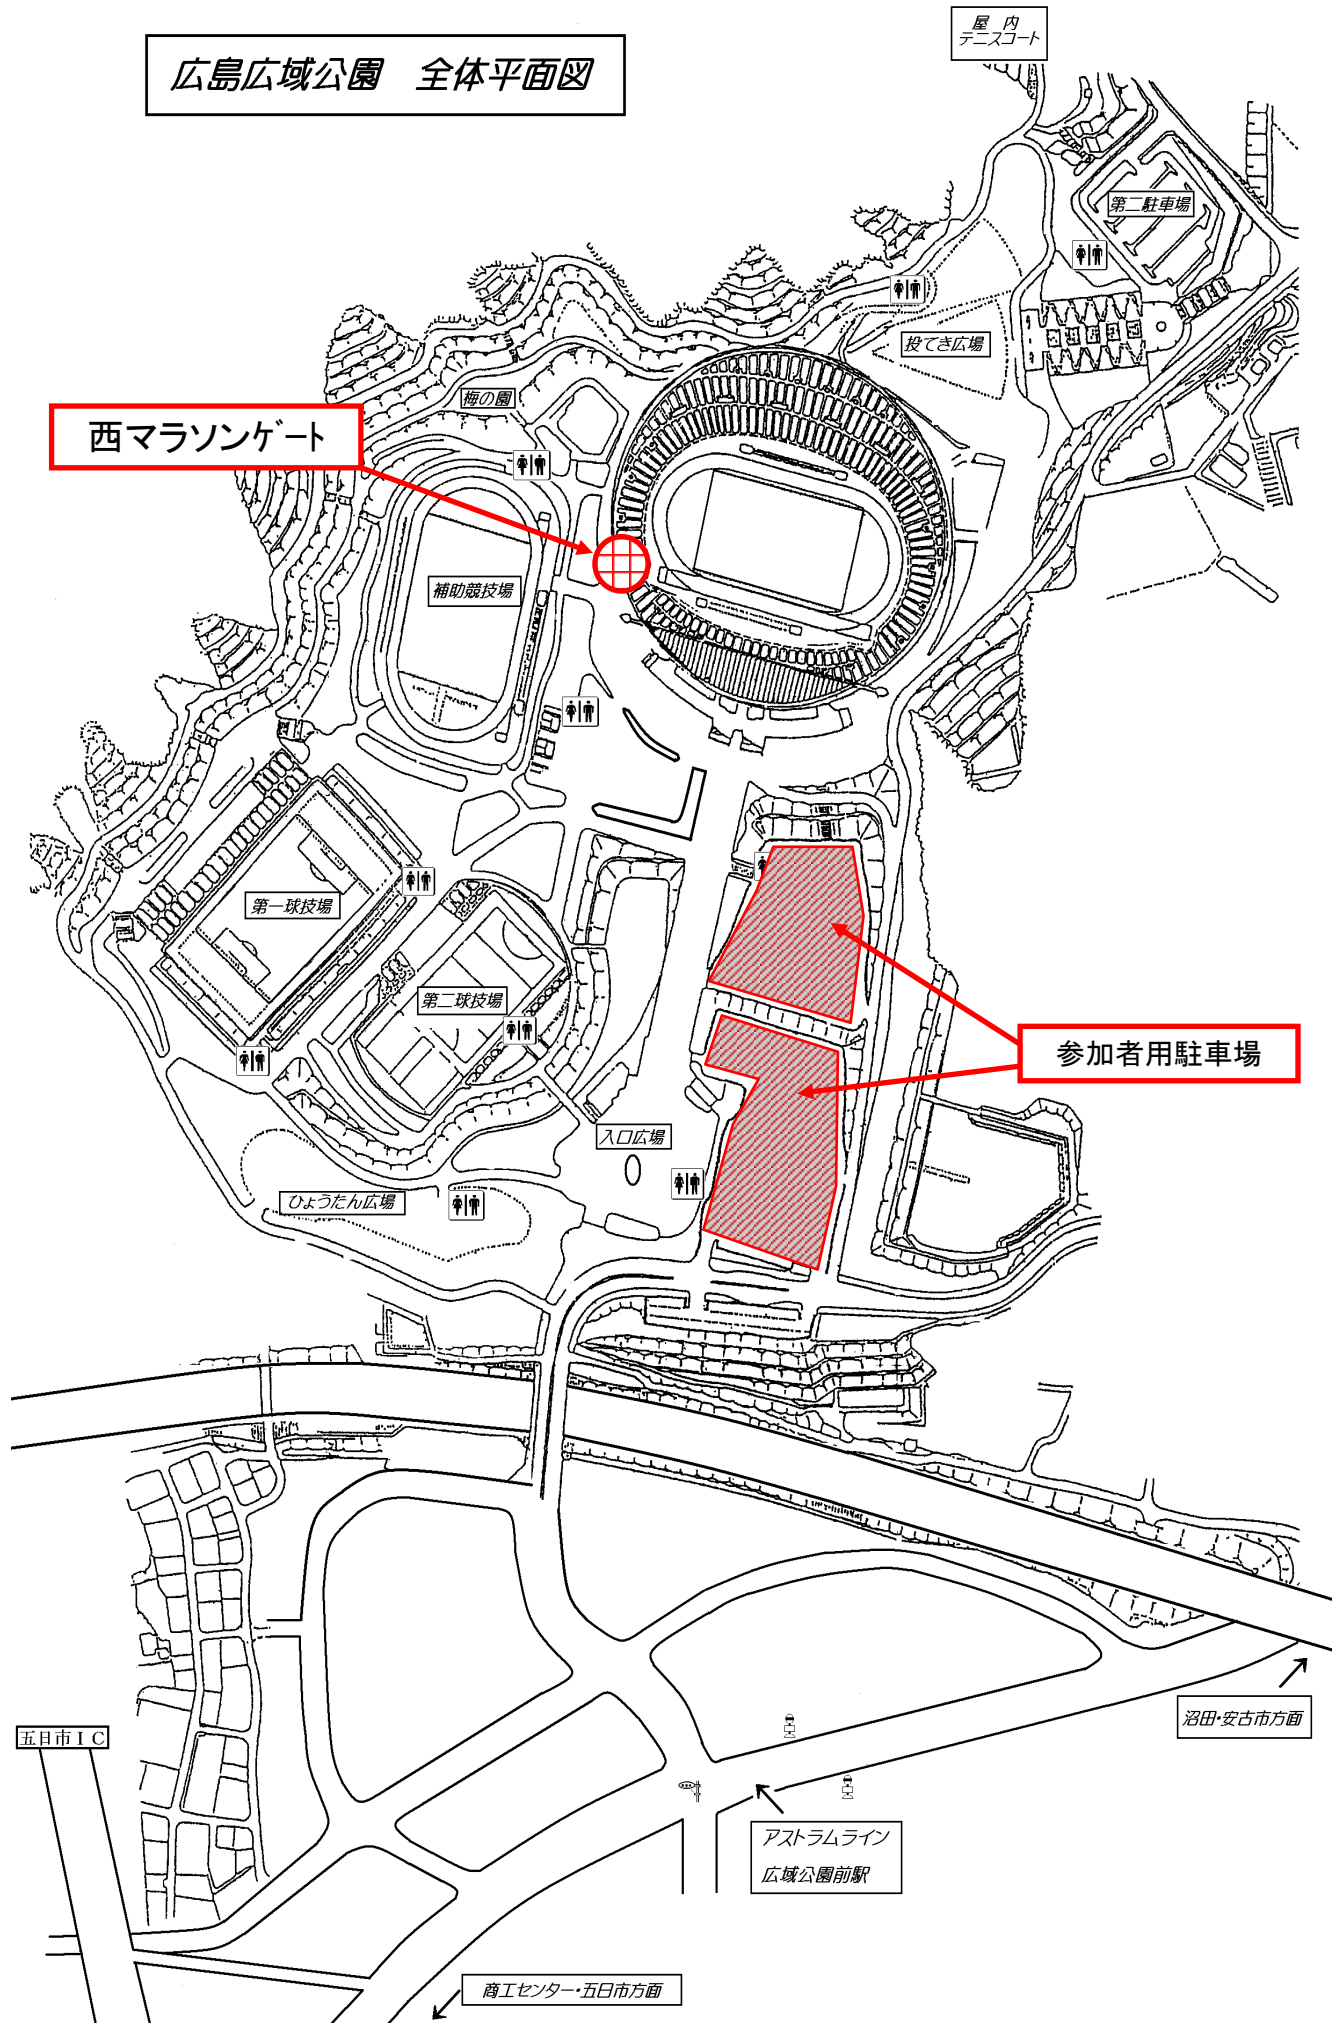 屋内
テニスコート
広島広域公園　全体平面図
第二駐車場
投てき広場
梅の園
西マラソンゲート
補助競技場
第一球技場
第二球技場
参加者用駐車場
入口広場
ひょうたん広場
沼田・安古市方面
五日市IC
アストラムライン
広域公園前駅
商工センター・五日市方面